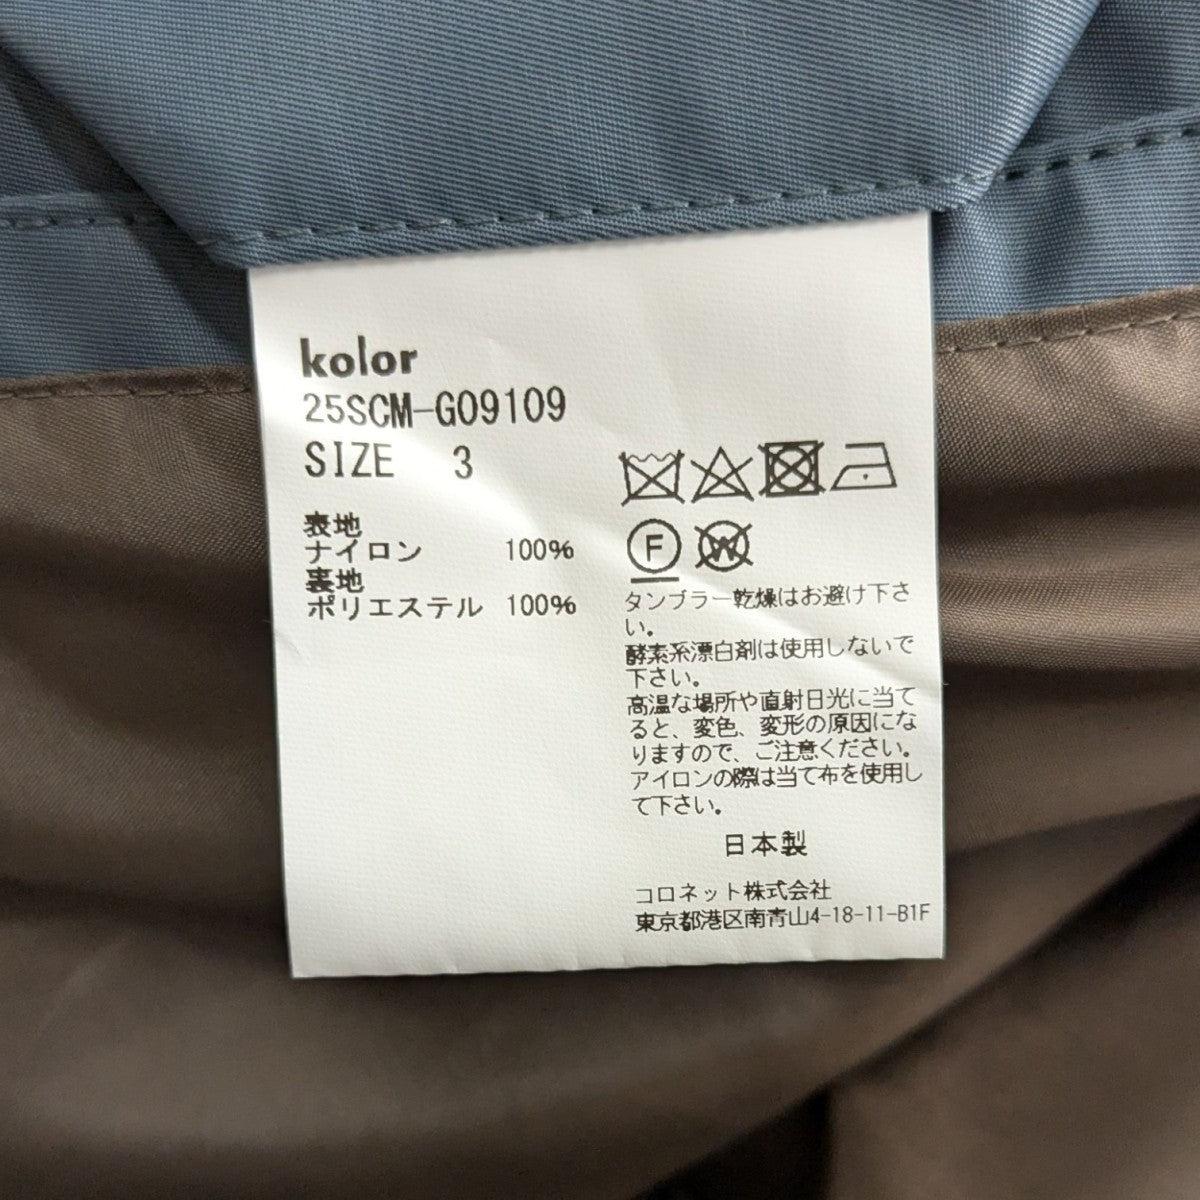 kolor
25SCM-G09109
SIZE 3
表地
ナイロン 100%
裏地
ポリエステル 100%
F
W
タンブラー乾燥はお避け下さ
い。
酵素系漂白剤は使用しないで
下さい。
高温な場所や直射日光に当て
ると、変色、変形の原因にな
りますので、ご注意ください。
アイロンの際は当て布を使用し
て下さい。
日本製
コロネット株式会社
東京都港区南青山4-18-11-B1F